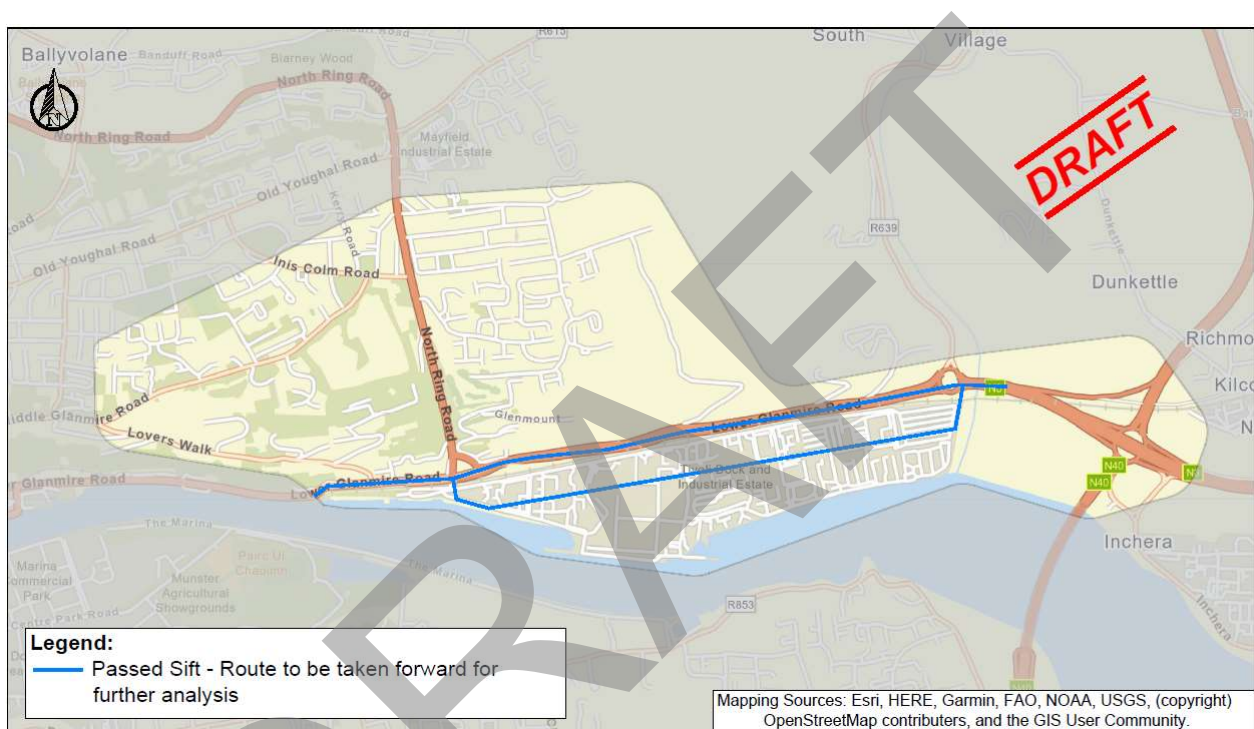 Ballyvolane
Banduff Road
Blarney Wood
North Ring Road
North Ring Road
Mayfield
Industrial Estate
Old Youghal Road
Kerry Road
Old Youghal Road
Inis Colm Road
North Ring Road
Glenmount
Middle Glanmire Road
Lovers Walk
Lower Glanmire Road
Lower Glanmire Road
Lower Glanmire Road
The Marina
The Marina
Marina
Commercial
Park
Munster
Agricultural
Showgrounds
Centre Park Road
Tivoli Dock and
Industrial Estate
R615
South
Village
R639
DRAFT
Dunkettle
Dunkettle
N40
N40
Inchera
Inchera
R853
N
DRAFT
Legend:
Passed Sift - Route to be taken forward for
further analysis
Mapping Sources: Esri, HERE, Garmin, FAO, NOAA, USGS, (copyright)
OpenStreetMap contributers, and the GIS User Community.